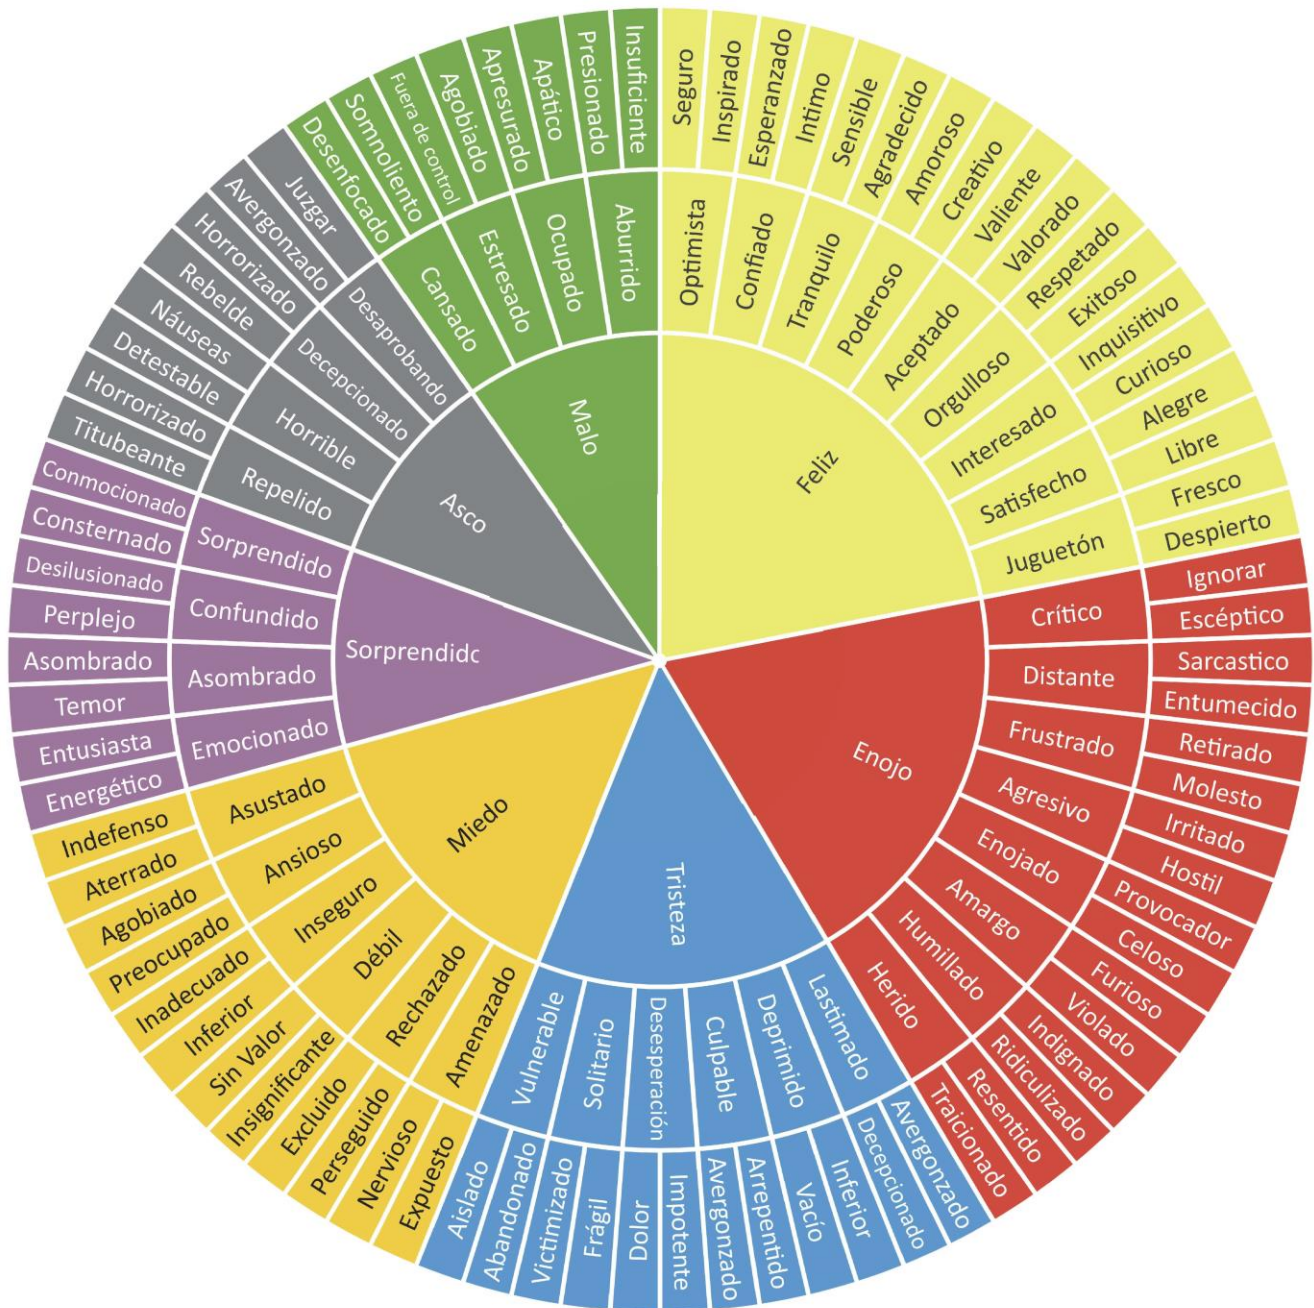 Feliz
Enojo
Tristeza
Miedo
Sorprendidc
Asco
Malo
Optimista
Confiado
Tranquilo
Poderoso
Aceptado
Orgulloso
Interesado
Satisfecho
Juguetón
Crítico
Distante
Frustrado
Agresivo
Enojado
Amargo
Humillado
Herido
Lastimado
Deprimido
Culpable
Desesperación
Solitario
Vulnerable
Amenazado
Rechazado
Débil
Inseguro
Ansioso
Asustado
Emocionado
Asombrado
Confundido
Sorprendido
Repelido
Horrible
Decepcionado
Desaprobando
Cansado
Estresado
Ocupado
Aburrido
Seguro
Inspirado
Esperanzado
Intimo
Sensible
Agradecido
Amoroso
Creativo
Valiente
Valorado
Respetado
Exitoso
Inquisitivo
Curioso
Alegre
Libre
Fresco
Despierto
Ignorar
Escéptico
Sarcastico
Entumecido
Retirado
Molesto
Irritado
Hostil
Provocador
Celoso
Furioso
Violado
Indignado
Ridiculizado
Resentido
Traicionado
Avergonzado
Decepcionado
Inferior
Vacío
Arrepentido
Avergonzado
Impotente
Dolor
Frágil
Victimizado
Abandonado
Aislado
Expuesto
Nervioso
Perseguido
Excluido
Insignificante
Sin Valor
Inferior
Inadecuado
Preocupado
Agobiado
Aterrado
Indefenso
Energético
Entusiasta
Temor
Asombrado
Perplejo
Desilusionado
Consternado
Conmocionado
Titubeante
Horrorizado
Detestable
Náuseas
Rebelde
Horrorizado
Avergonzado
Juzgar
Desenfocado
Somnoliento
Fuera de control
Agobiado
Apresurado
Apático
Presionado
Insuficiente